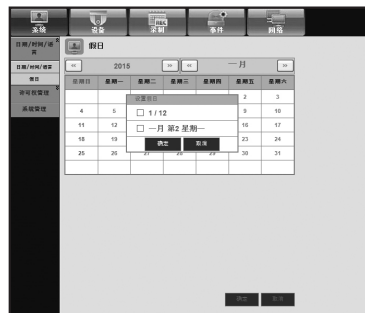 系统 设备 录制 事件 网络
日期/时间/语言
假日
日期/时间/语言
« 2015 » « 一月 »
假日
星期日 星期一 星期二 星期三 星期四 星期五 星期六
许可权管理
设置假日
2 3
系统管理
4 5 9 10
1 / 12
11 12 16 17
一月 第2 星期一
18 19 23 24
确定 取消
25 26 27 28 29 30 31
确定 取消